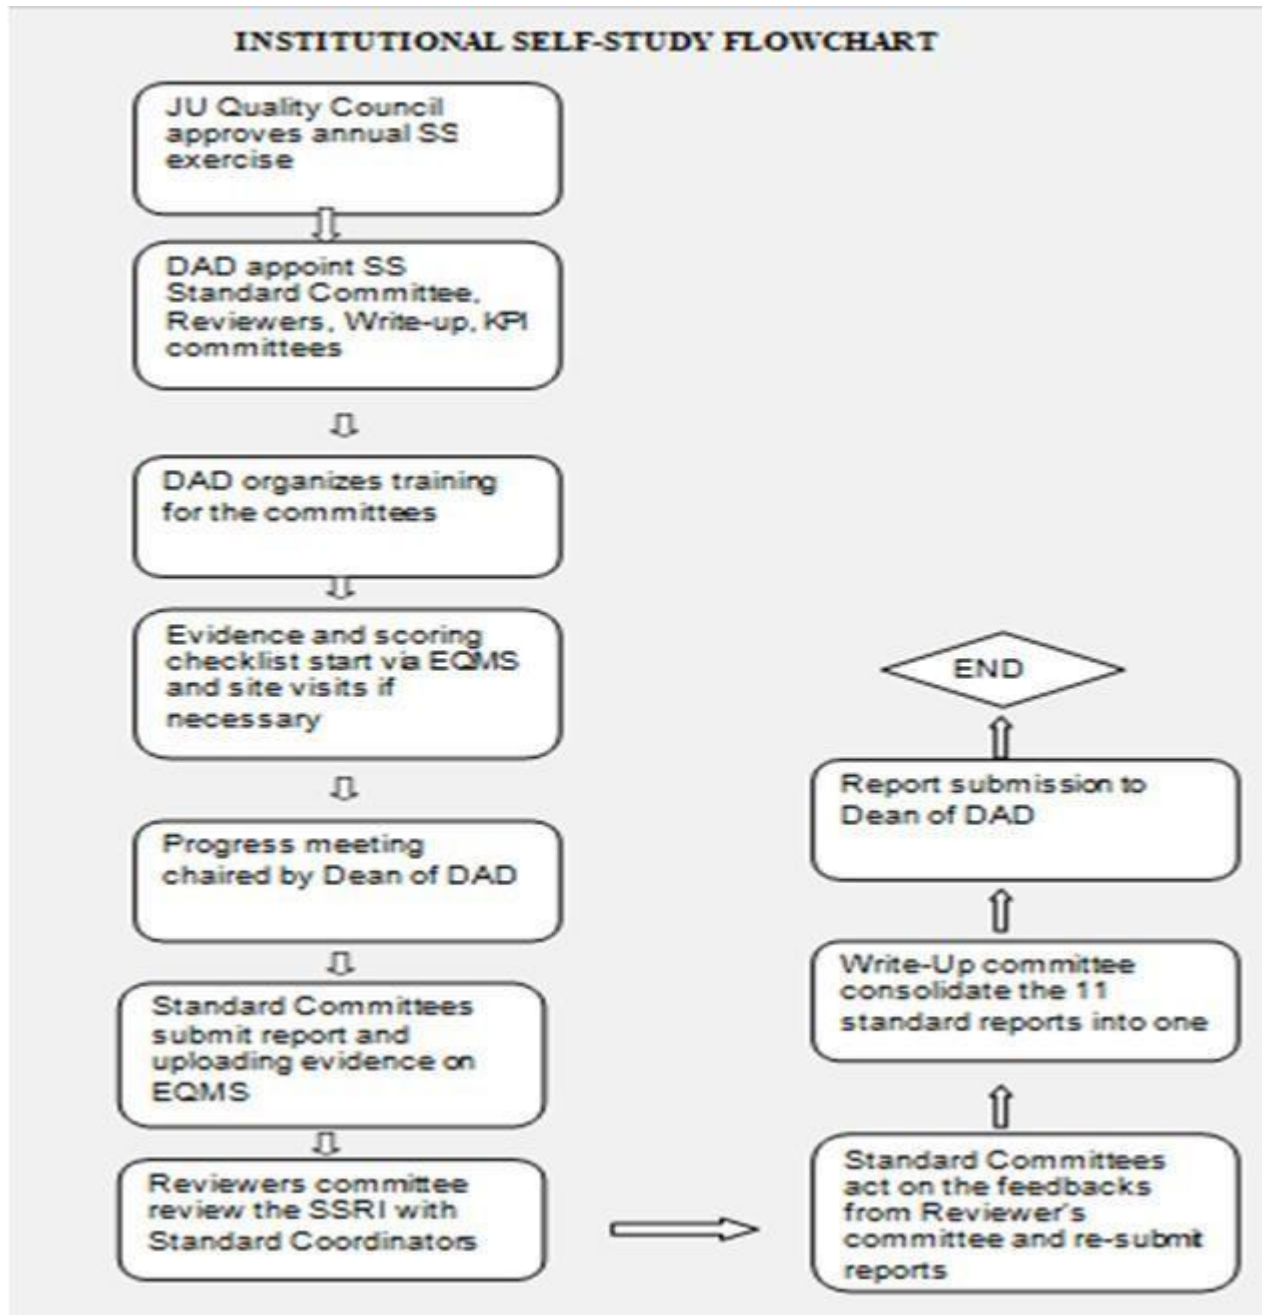 INSTITUTIONAL SELF-STUDY FLOWCHART
JU Quality Council
approves annual SS
exercise
DAD appoint SS
Standard Committee,
Reviewers, Write-up, KPI
committees
DAD organizes training
for the committees
Evidence and scoring
checklist start via EQMS
and site visits if
necessary
Progress meeting
chaired by Dean of DAD
Standard Committees
submit report and
uploading evidence on
EQMS
Reviewers committee
review the SSRI with
Standard Coordinators
Standard Committees
act on the feedbacks
from Reviewer's
committee and re-submit
reports
Write-Up committee
consolidate the 11
standard reports into one
Report submission to
Dean of DAD
END